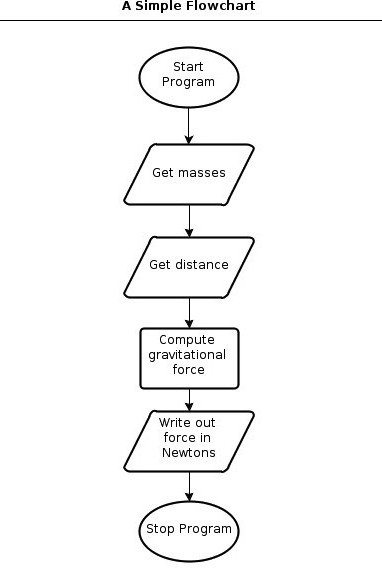 A Simple Flowchart
Start
Program
Get masses
Get distance
Compute
gravitational
force
Write out
force in
Newtons
Stop Program